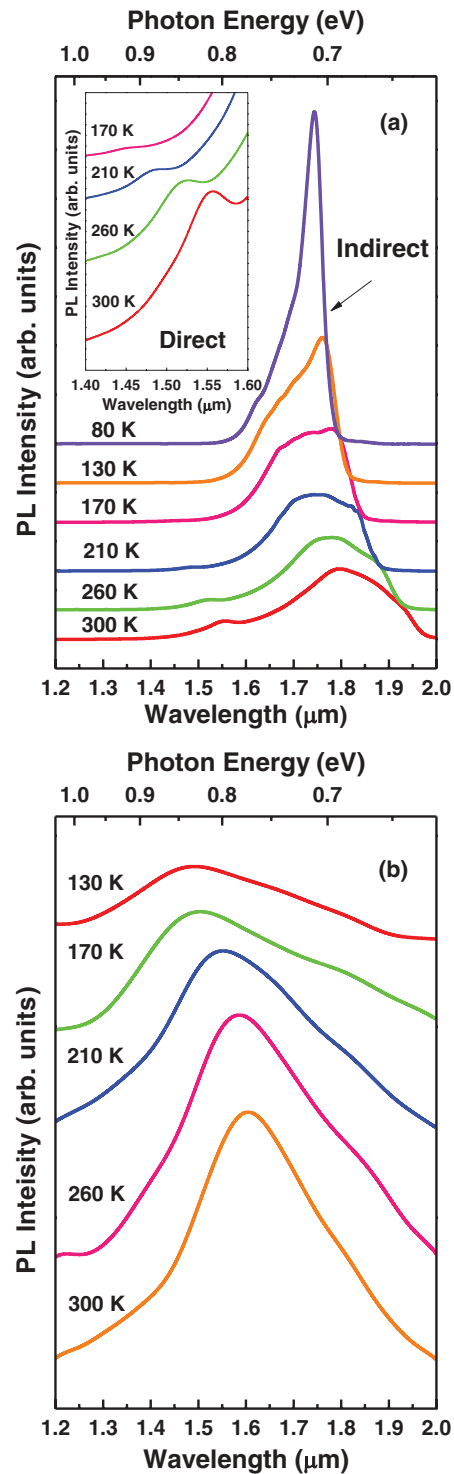 Photon Energy (eV)
1.0 0.9 0.8 0.7
(a)
PL Intensity (arb. units)
170 K
210 K
260 K
300 K
Direct
1.40 1.45 1.50 1.55 1.60
Wavelength (μm)
Indirect
PL Intensity (arb. units)
80 K
130 K
170 K
210 K
260 K
300 K
1.2 1.3 1.4 1.5 1.6 1.7 1.8 1.9 2.0
Wavelength (μm)
Photon Energy (eV)
1.0 0.9 0.8 0.7
(b)
PL Inteisity (arb. units)
130 K
170 K
210 K
260 K
300 K
1.2 1.3 1.4 1.5 1.6 1.7 1.8 1.9 2.0
Wavelength (μm)